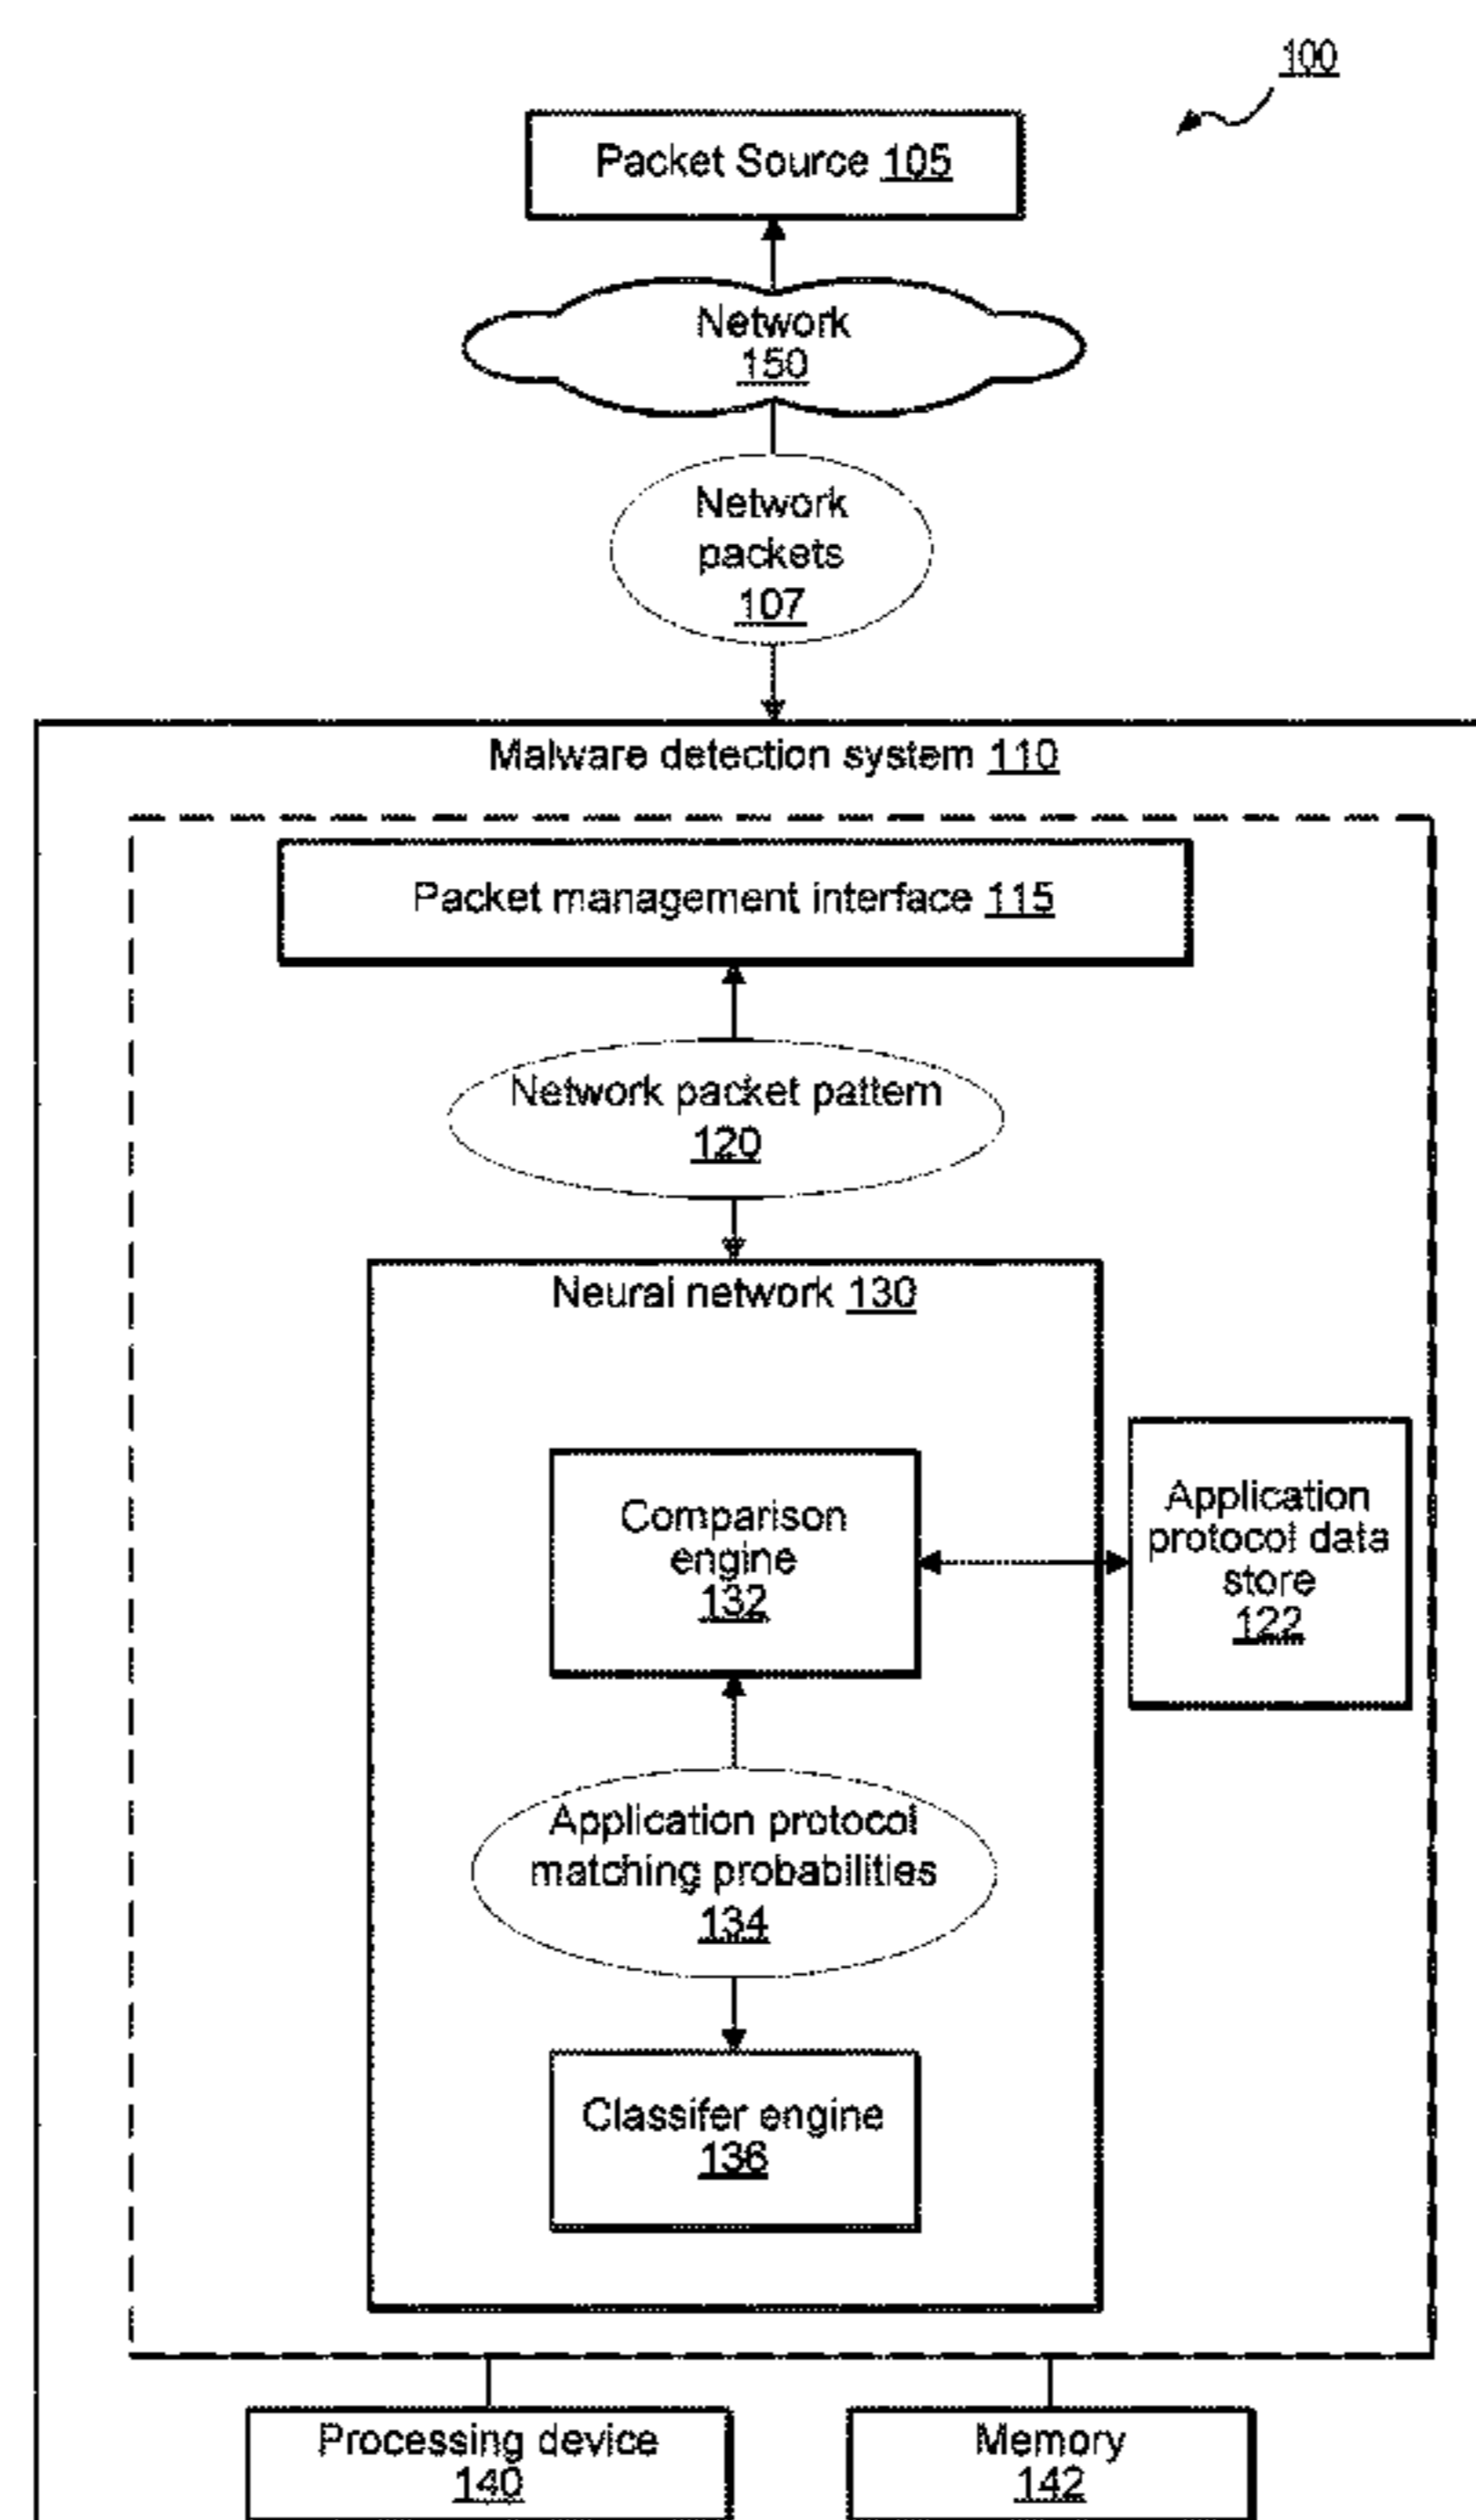 100
Packet Source 105
Network
150
Network
packets
107
Malware detection system 110
Packet management interface 115
Network packet pattern
120
Neural network 130
Comparison
engine
132
Application
protocol data
store
122
Application protocol
matching probabilities
134
Classifer engine
136
Processing device
140
Memory
142